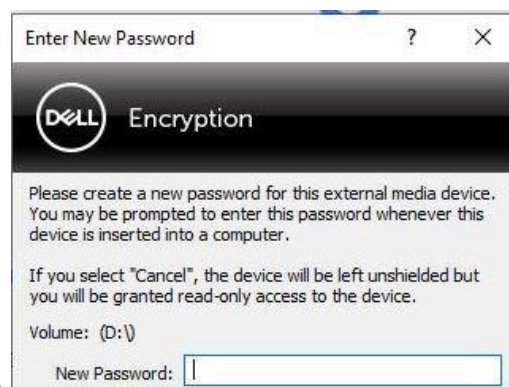 Enter New Password ? X
DELL Encryption
Please create a new password for this external media device.
You may be prompted to enter this password whenever this
device is inserted into a computer.
If you select "Cancel", the device will be left unshielded but
you will be granted read-only access to the device.
Volume: (D:\)
New Password: